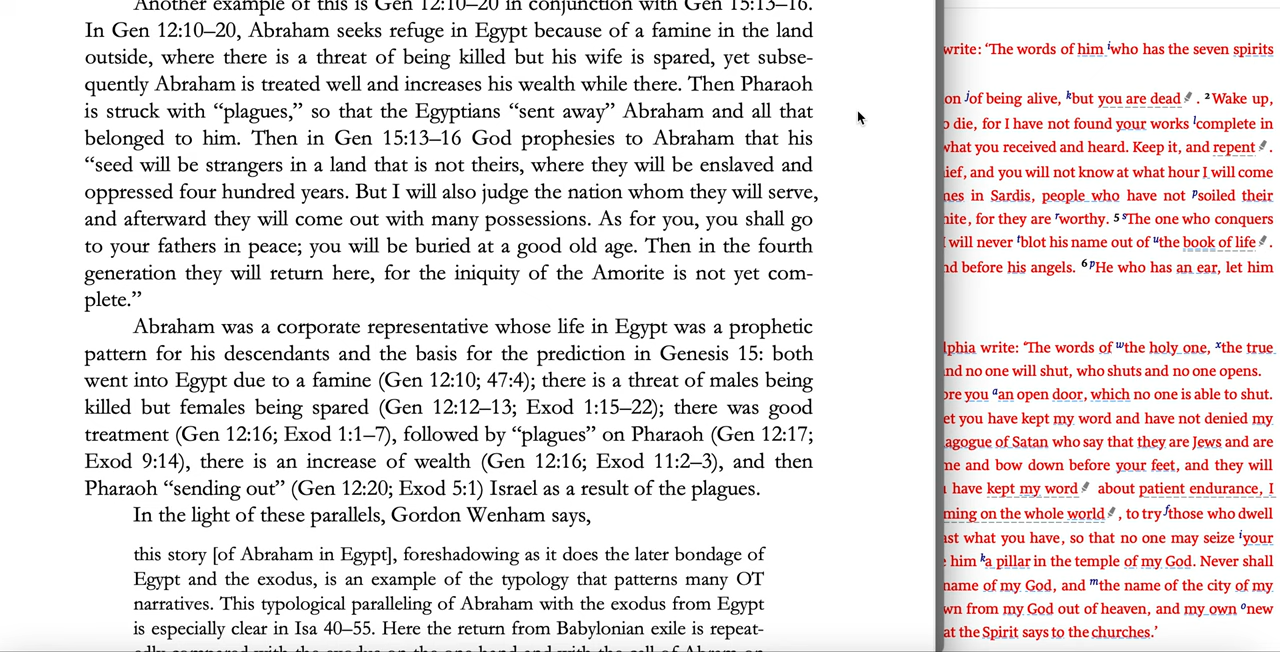 Another example of this is Gen 12:10–20 in conjunction with Gen 15:13–16.
In Gen 12:10–20, Abraham seeks refuge in Egypt because of a famine in the land
outside, where there is a threat of being killed but his wife is spared, yet subse-
quently Abraham is treated well and increases his wealth while there. Then Pharaoh
is struck with “plagues,” so that the Egyptians “sent away” Abraham and all that
belonged to him. Then in Gen 15:13–16 God prophesies to Abraham that his
“seed will be strangers in a land that is not theirs, where they will be enslaved and
oppressed four hundred years. But I will also judge the nation whom they will serve,
and afterward they will come out with many possessions. As for you, you shall go
to your fathers in peace; you will be buried at a good old age. Then in the fourth
generation they will return here, for the iniquity of the Amorite is not yet com-
plete.”
Abraham was a corporate representative whose life in Egypt was a prophetic
pattern for his descendants and the basis for the prediction in Genesis 15: both
went into Egypt due to a famine (Gen 12:10; 47:4); there is a threat of males being
killed but females being spared (Gen 12:12–13; Exod 1:15–22); there was good
treatment (Gen 12:16; Exod 1:1–7), followed by “plagues” on Pharaoh (Gen 12:17;
Exod 9:14), there is an increase of wealth (Gen 12:16; Exod 11:2–3), and then
Pharaoh “sending out” (Gen 12:20; Exod 5:1) Israel as a result of the plagues.
In the light of these parallels, Gordon Wenham says,
this story [of Abraham in Egypt], foreshadowing as it does the later bondage of
Egypt and the exodus, is an example of the typology that patterns many OT
narratives. This typological paralleling of Abraham with the exodus from Egypt
is especially clear in Isa 40–55. Here the return from Babylonian exile is repeat-
write: ‘The words of him i who has the seven spirits
on j of being alive, k but you are dead. 2 Wake up,
die, for I have not found your works l complete in
what you received and heard. Keep it, and repent.
ief, and you will not know at what hour I will come
mes in Sardis, people who have not p soiled their
ite, for they are r worthy. 5 s The one who conquers
I will never t blot his name out of u the book of life.
nd before his angels. 6 p He who has an ear, let him
lphia write: ‘The words of w the holy one, x the true
nd no one will shut, who shuts and no one opens.
ore you a an open door, which no one is able to shut.
et you have kept my word and have not denied my
agogue of Satan who say that they are Jews and are
me and bow down before your feet, and they will
have kept my word about patient endurance, I
ming on the whole world, to try f those who dwell
st what you have, so that no one may seize i your
him k a pillar in the temple of my God. Never shall
name of my God, and m the name of the city of my
wn from my God out of heaven, and my own o new
at the Spirit says to the churches.’